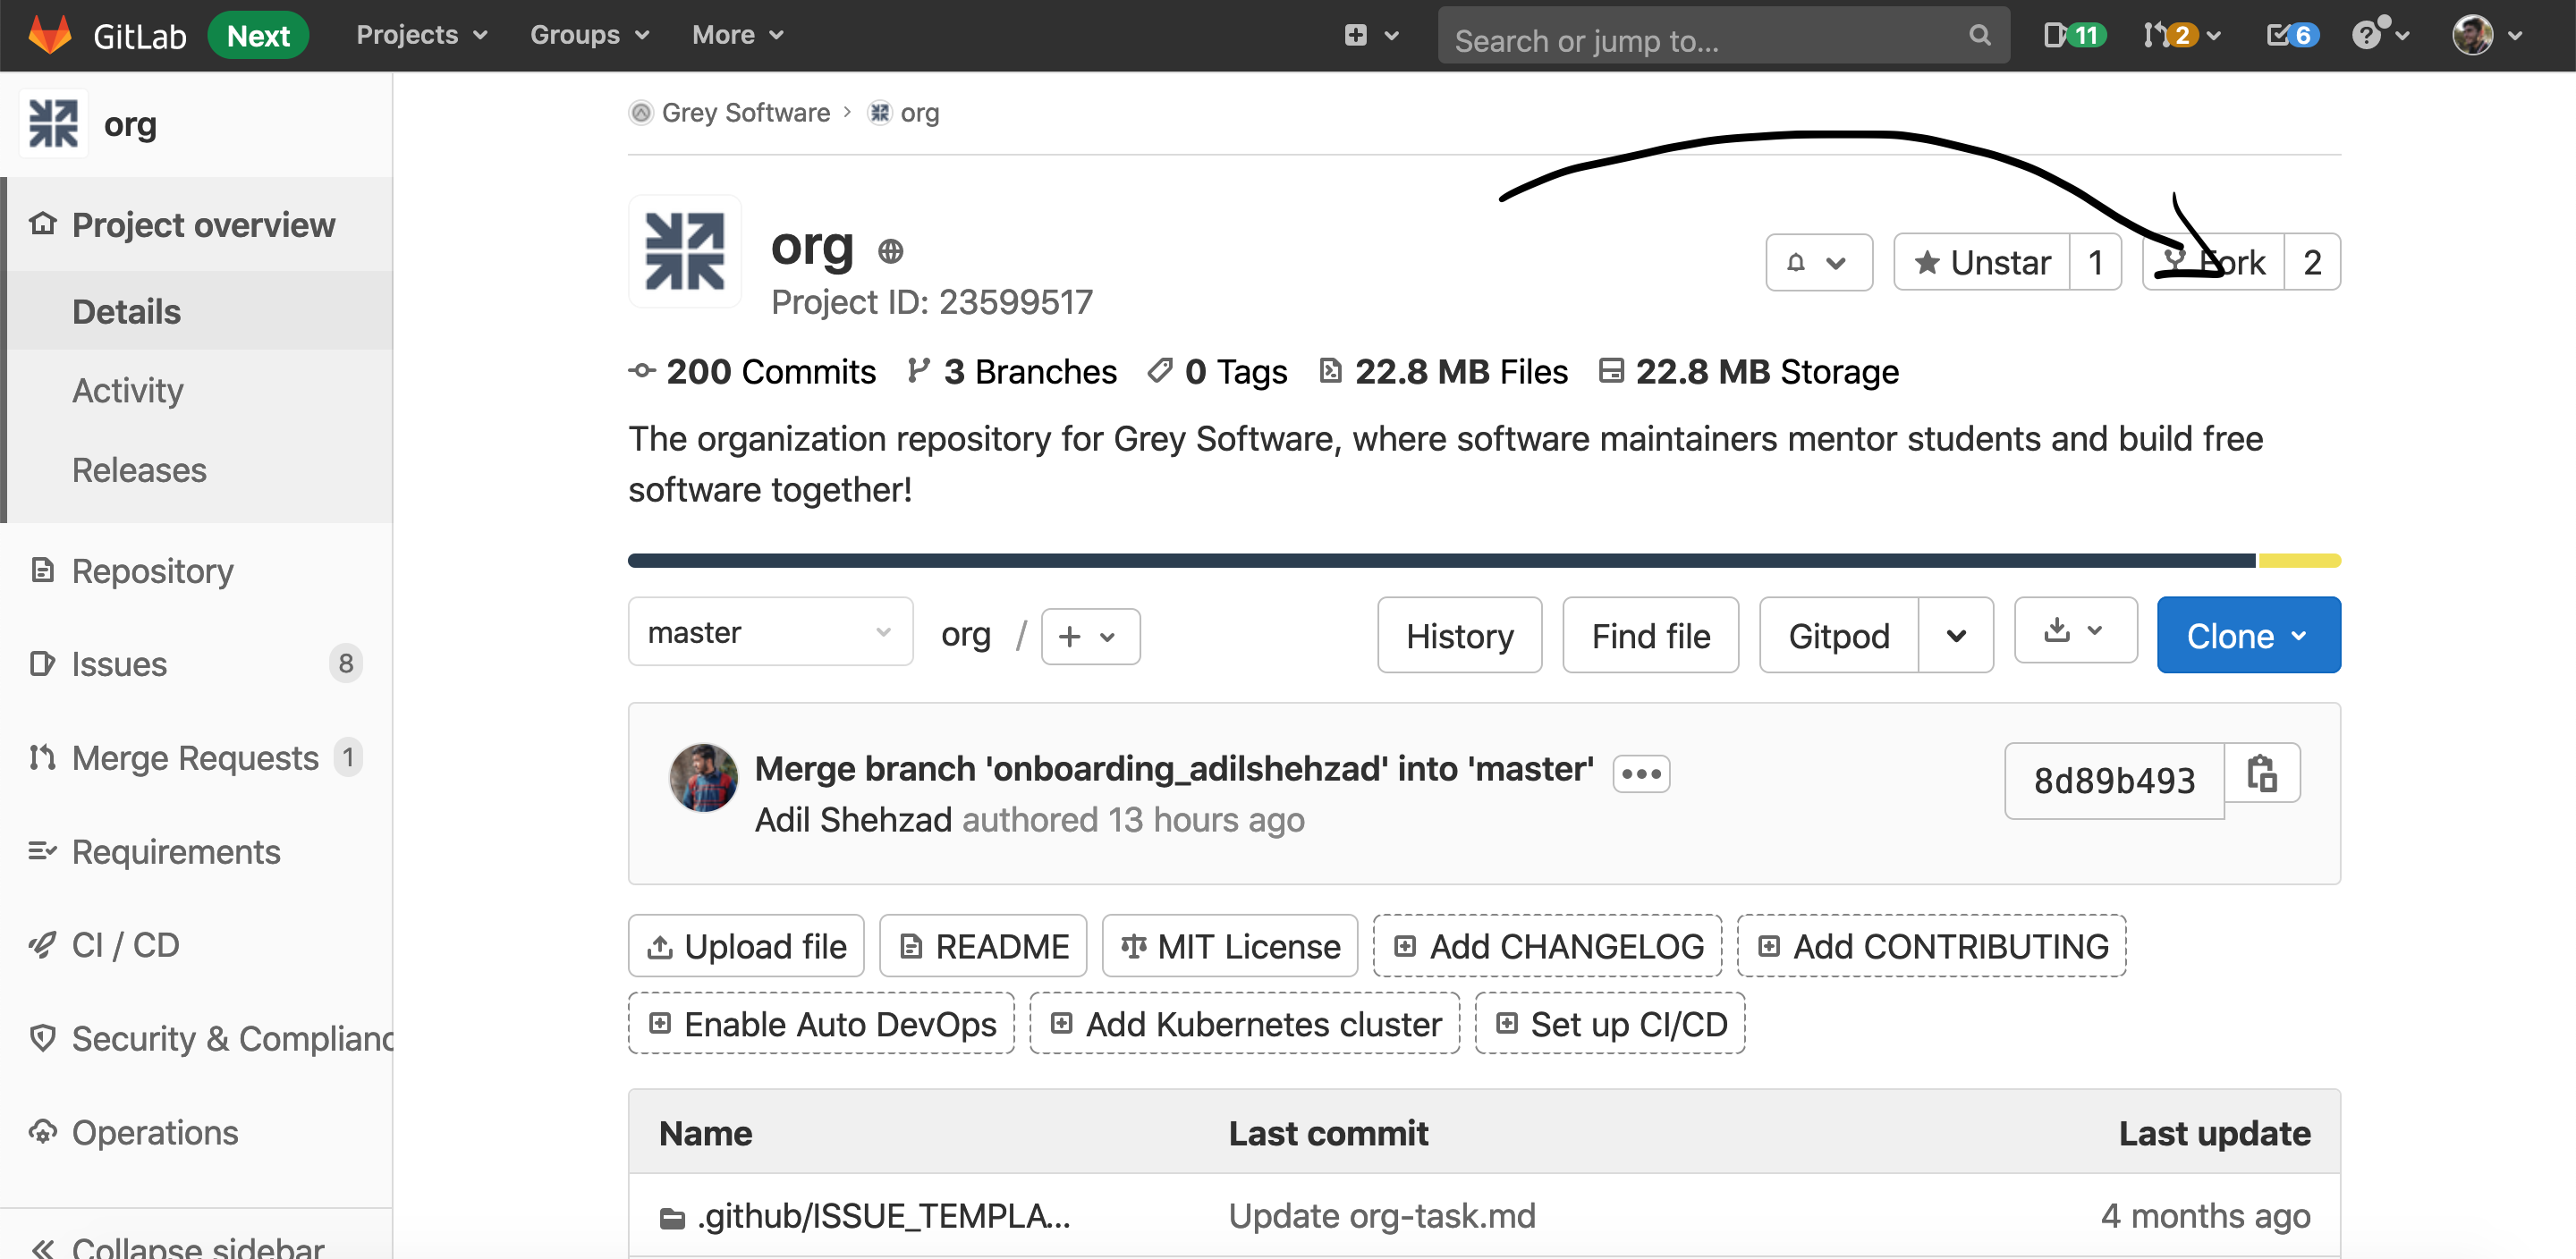 GitLab Next Projects Groups More Search or jump to... 11 2 6
org
Grey Software > org
Project overview
Details
Activity
Releases
Repository
Issues 8
Merge Requests 1
Requirements
CI / CD
Security & Complianc
Operations
Collapse sidebar
org
Project ID: 23599517
Unstar 1 Fork 2
200 Commits 3 Branches 0 Tags 22.8 MB Files 22.8 MB Storage
The organization repository for Grey Software, where software maintainers mentor students and build free
software together!
master org / + History Find file Gitpod Clone
Merge branch 'onboarding_adilshehzad' into 'master' 8d89b493
Adil Shehzad authored 13 hours ago
Upload file README MIT License Add CHANGELOG Add CONTRIBUTING
Enable Auto DevOps Add Kubernetes cluster Set up CI/CD
Name Last commit Last update
.github/ISSUE_TEMPLA... Update org-task.md 4 months ago